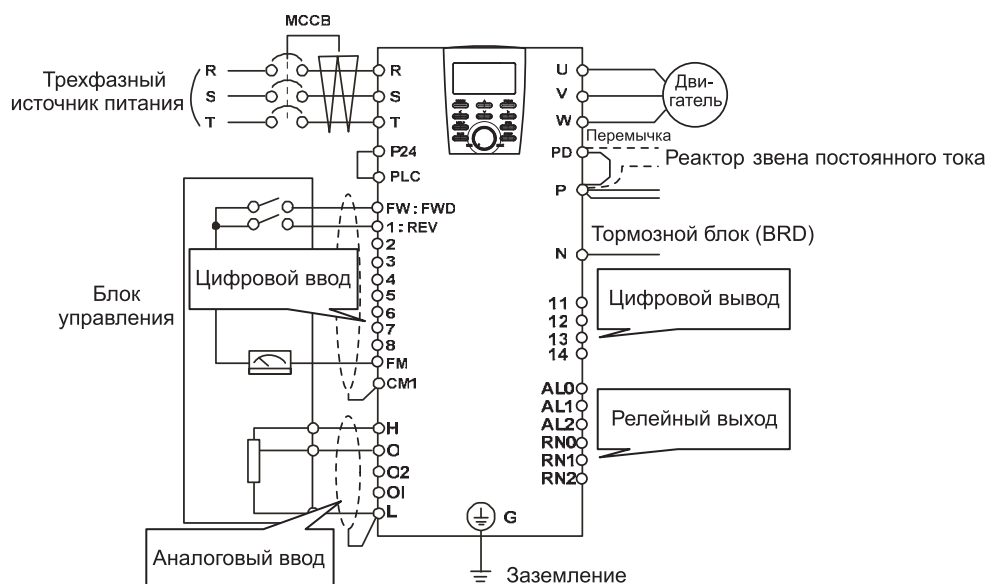 MCCB
Трехфазный
источник питания
R
S
T
R
S
T
U
V
W
Дви-
гатель
Перемычка
PD
Реактор звена постоянного тока
P
P24
PLC
FW:FWD
1:REV
2
3
4
5
6
7
8
FM
CM1
Цифровой ввод
Блок
управления
Тормозной блок (BRD)
N
11
12
13
14
Цифровой вывод
AL0
AL1
AL2
RN0
RN1
RN2
Релейный выход
H
O
O2
OI
L
Аналоговый ввод
G
Заземление